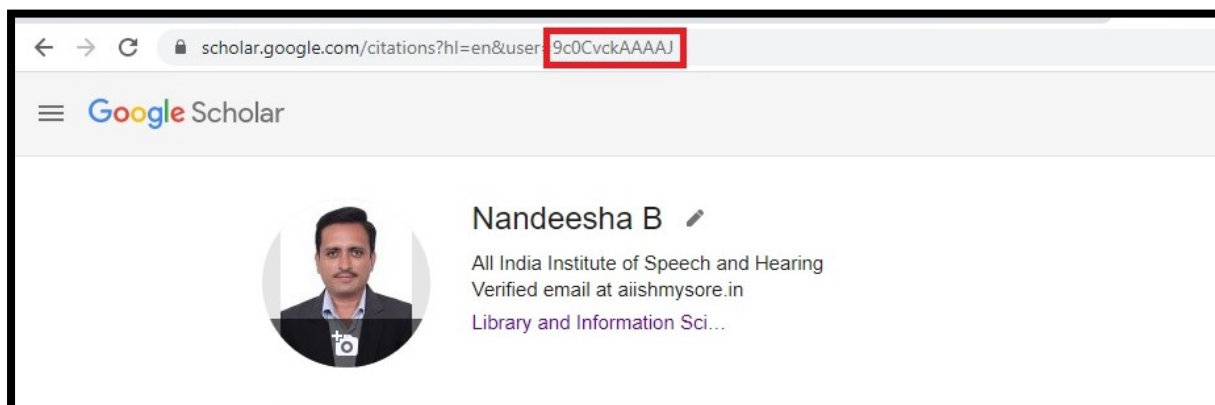 scholar.google.com/citations?hl=en&user=9c0CvckAAAAJ
Google Scholar
Nandeesha B
All India Institute of Speech and Hearing
Verified email at aiishmysore.in
Library and Information Sci...